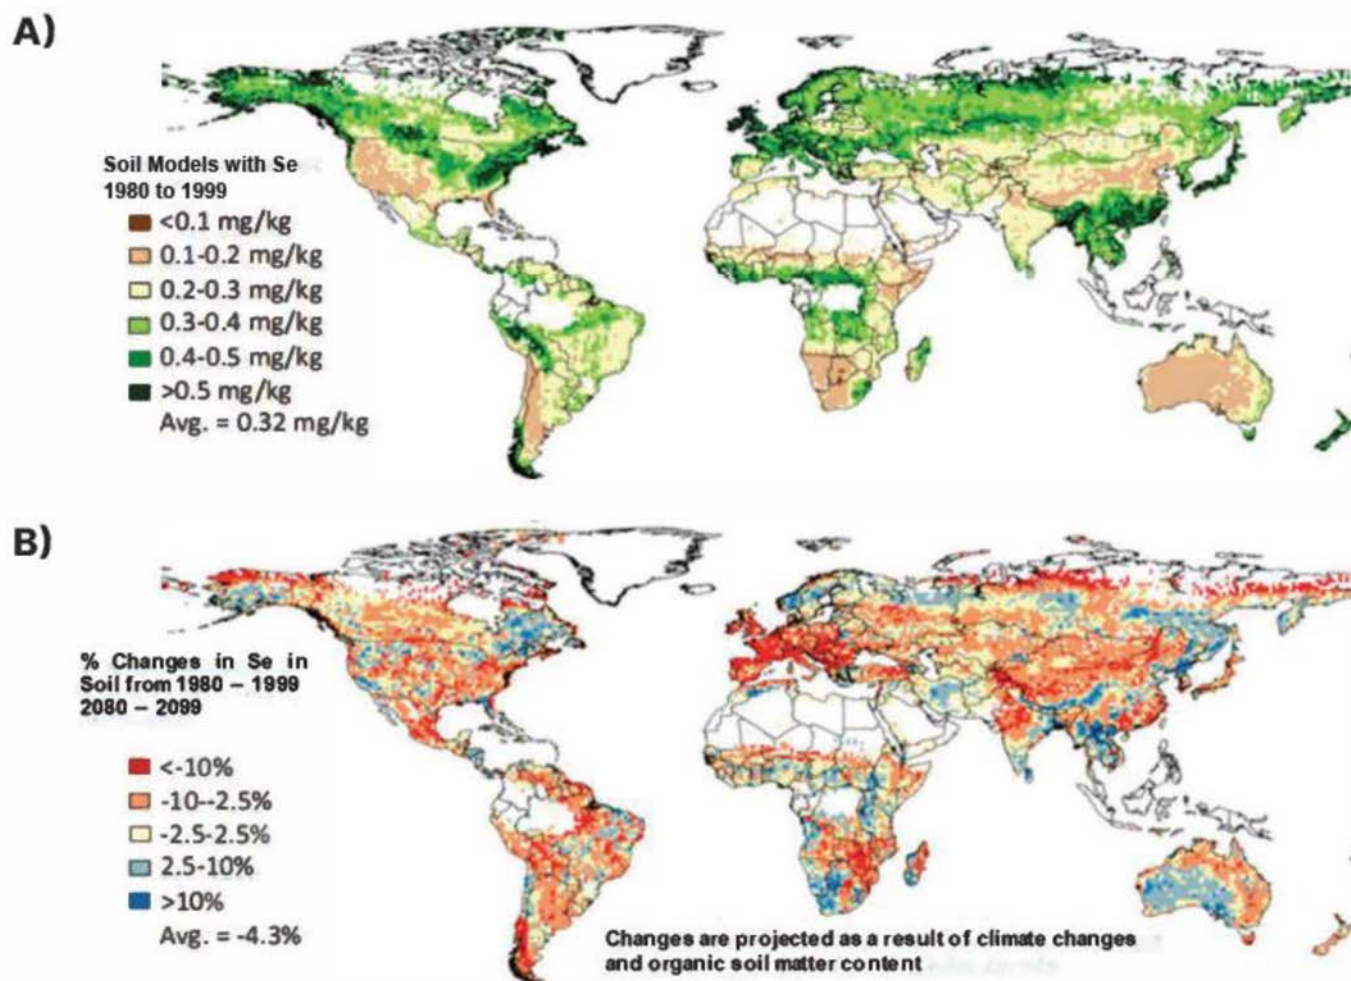 A)
Soil Models with Se
1980 to 1999
<0.1 mg/kg
0.1-0.2 mg/kg
0.2-0.3 mg/kg
0.3-0.4 mg/kg
0.4-0.5 mg/kg
>0.5 mg/kg
Avg. = 0.32 mg/kg
B)
% Changes in Se in
Soil from 1980 – 1999
2080 – 2099
<-10%
-10--2.5%
-2.5-2.5%
2.5-10%
>10%
Avg. = -4.3%
Changes are projected as a result of climate changes
and organic soil matter content